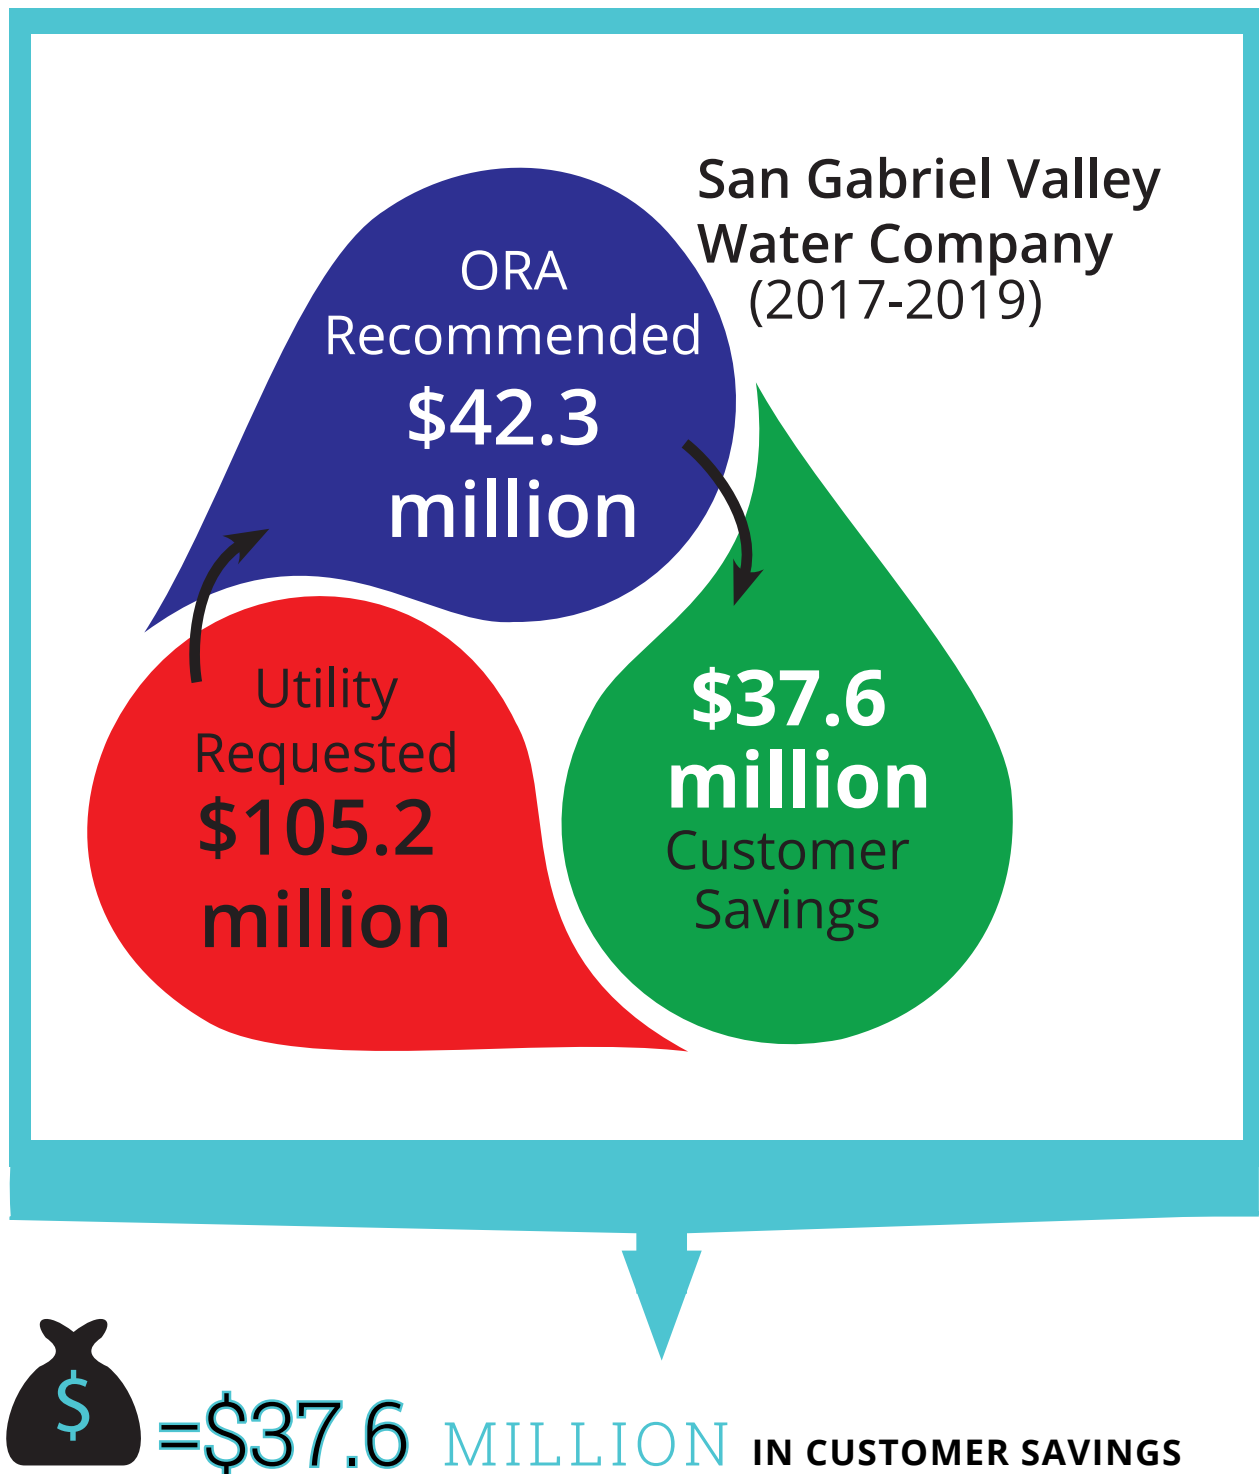 San Gabriel Valley
Water Company
(2017-2019)
ORA
Recommended
$42.3
million
Utility
Requested
$105.2
million
$37.6
million
Customer
Savings
$
=$37.6 MILLION IN CUSTOMER SAVINGS